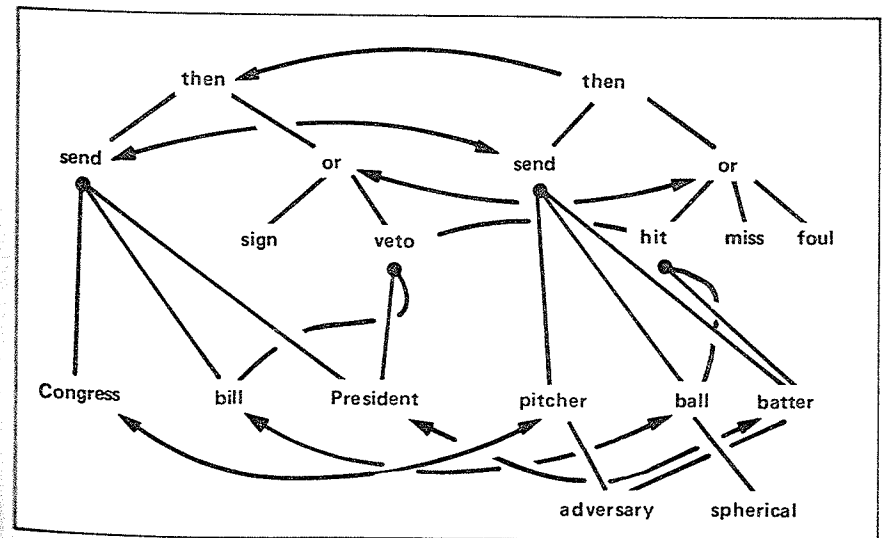 then then
send or send or
sign veto hit miss foul
Congress bill President pitcher ball batter
adversary spherical